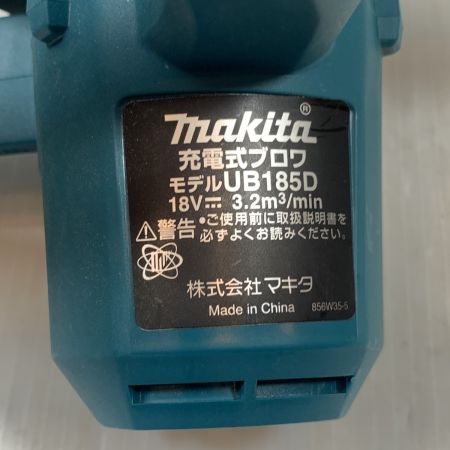 makita®
充電式ブロワ
モデルUB185D
18V⎓ 3.2m³/min
⚠警告 •ご使用前に取扱説明書を
必ずよくお読みください。
株式会社マキタ
Made in China 856W35-5